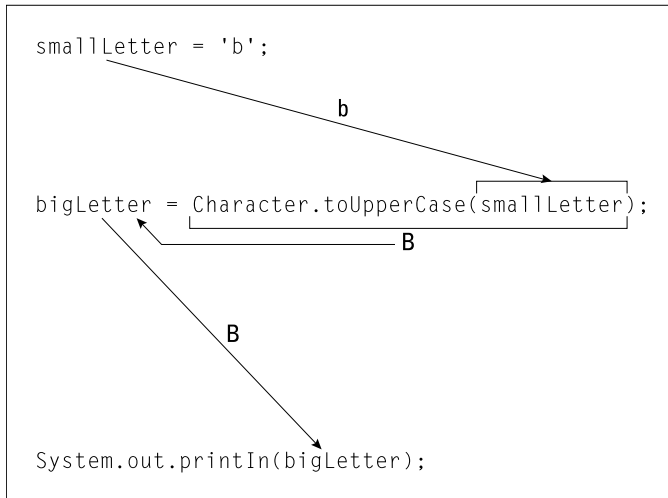 smallLetter = 'b';
b
bigLetter = Character.toUpperCase(smallLetter);
B
B
System.out.printIn(bigLetter);